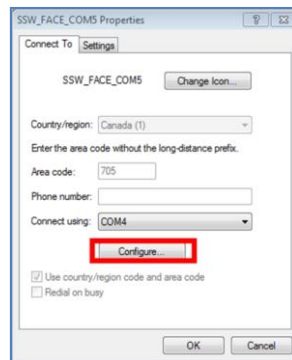 SSW_FACE_COM5 Properties
Connect To
Settings
SSW_FACE_COM5
Change Icon...
Country/region: Canada (1)
Enter the area code without the long-distance prefix.
Area code: 705
Phone number:
Connect using: COM4
Configure...
Use country/region code and area code
Redial on busy
OK
Cancel